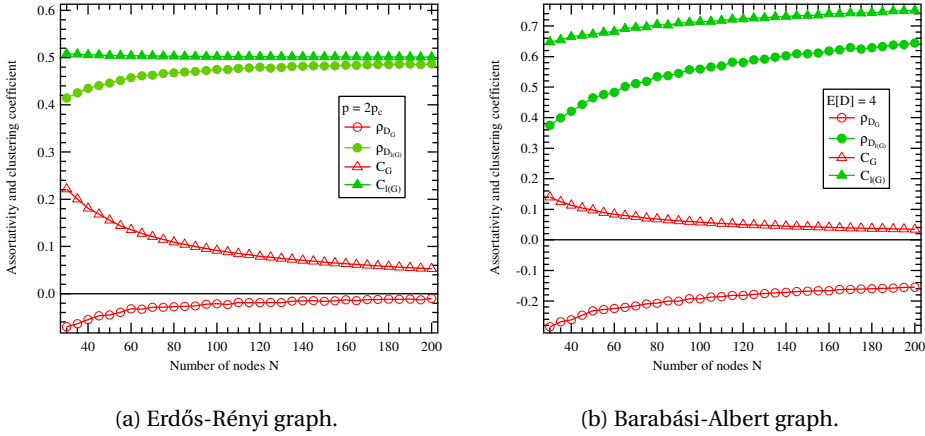 Assortativity and clustering coefficient
0.6
0.5
0.4
0.3
0.2
0.1
0.0
p = 2p_c
ρ_{D_G}
ρ_{D_{l(G)}}
C_G
C_{l(G)}
40 60 80 100 120 140 160 180 200
Number of nodes N
(a) Erdős-Rényi graph.
Assortativity and clustering coefficient
0.7
0.6
0.5
0.4
0.3
0.2
0.1
0.0
-0.1
-0.2
E[D] = 4
ρ_{D_G}
ρ_{D_{l(G)}}
C_G
C_{l(G)}
40 60 80 100 120 140 160 180 200
Number of nodes N
(b) Barabási-Albert graph.